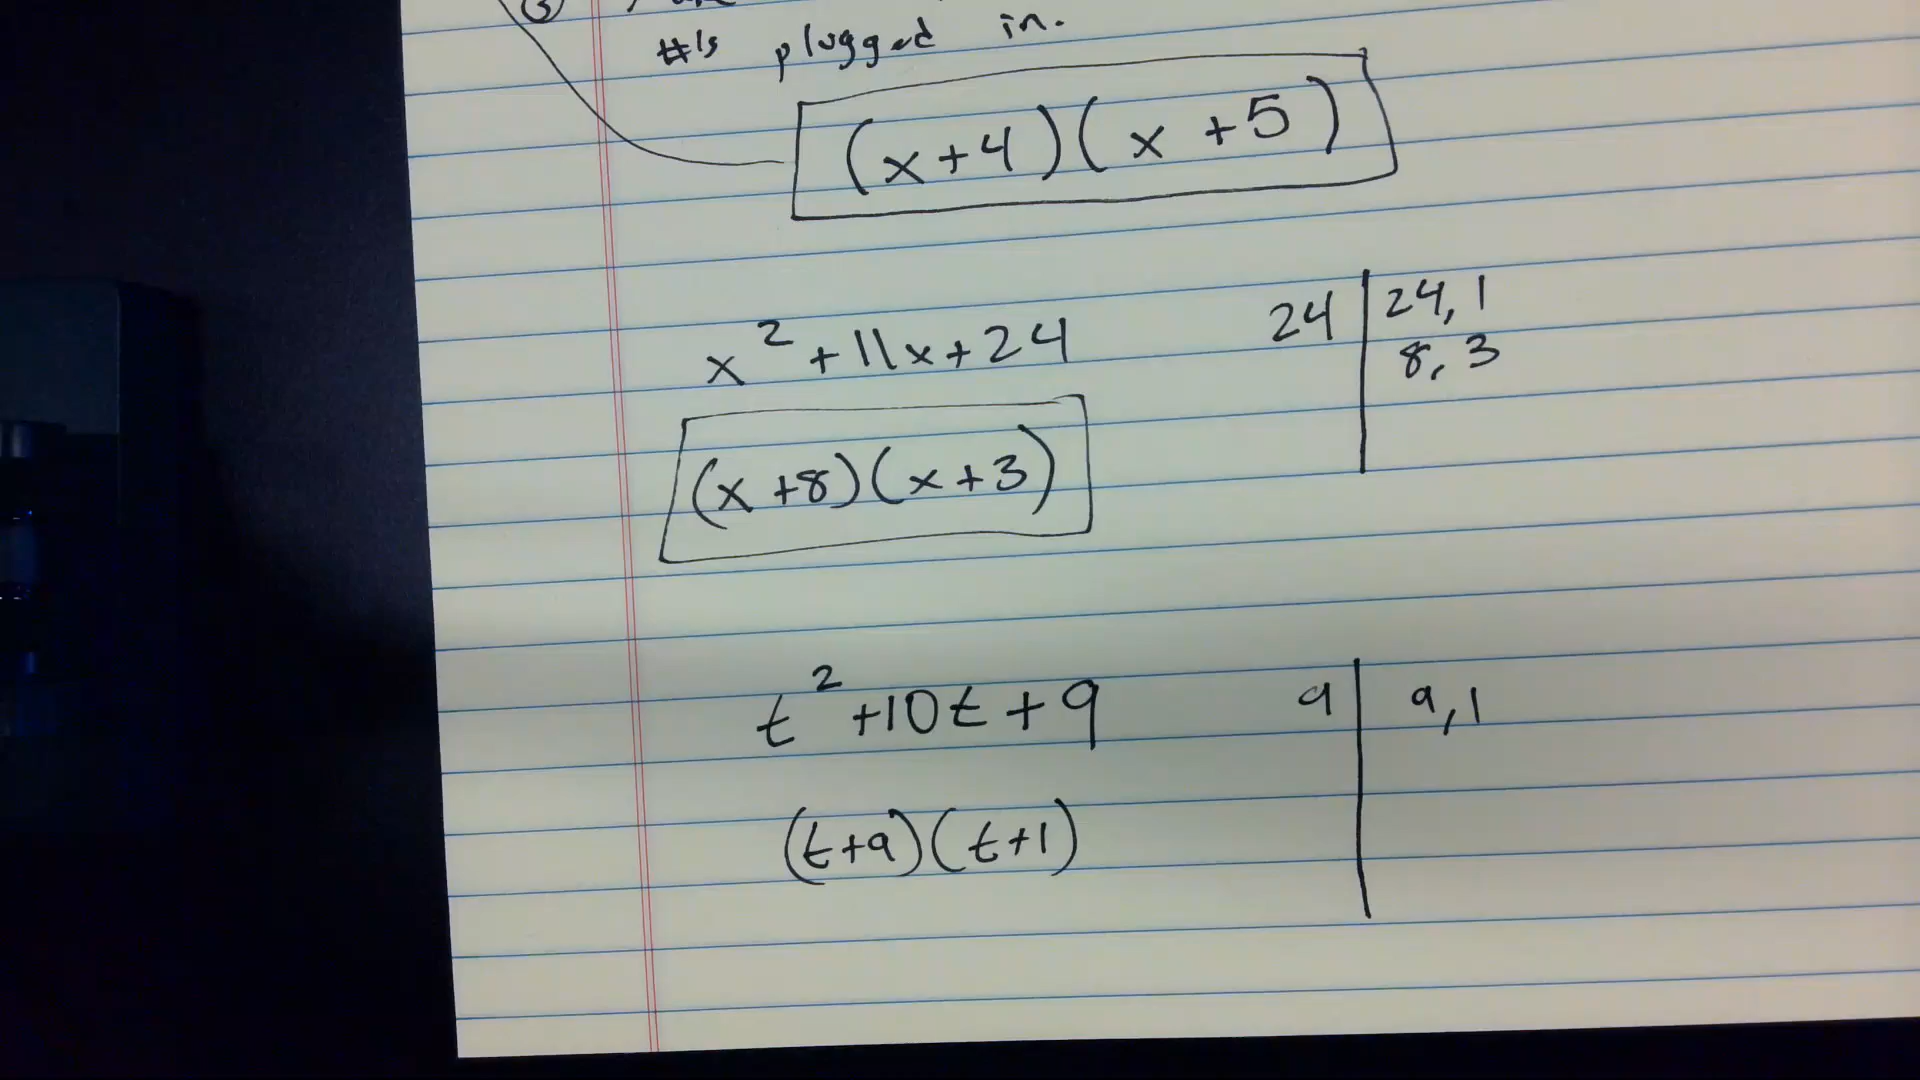 ③
#'s plugged in.
(x+4)(x+5)
x²+11x+24
24 | 24, 1
8, 3
(x+8)(x+3)
t²+10t+9
9 | 9, 1
(t+9)(t+1)